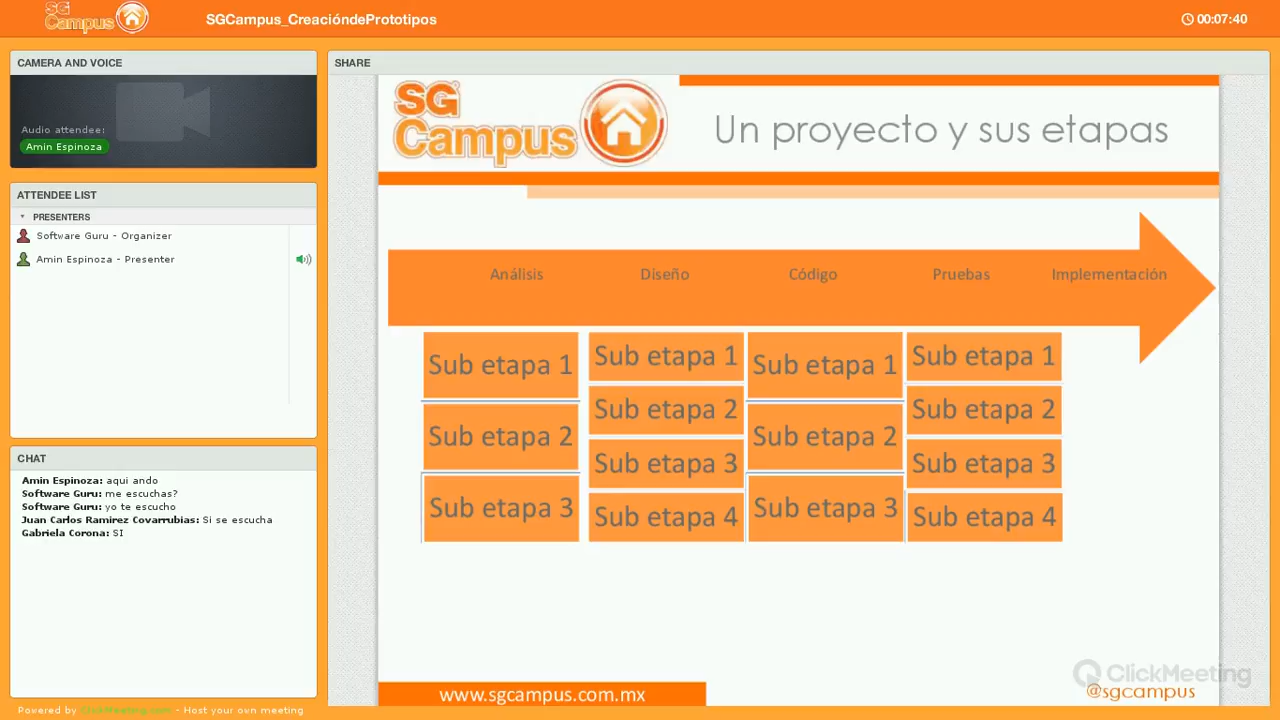 SG Campus
SGCampus_CreacióndePrototipos
00:07:40
CAMERA AND VOICE
Audio attendee:
Amin Espinoza
ATTENDEE LIST
PRESENTERS
Software Guru - Organizer
Amin Espinoza - Presenter
CHAT
Amin Espinoza: aqui ando
Software Guru: me escuchas?
Software Guru: yo te escucho
Juan Carlos Ramirez Covarrubias: Si se escucha
Gabriela Corona: SI
Powered by ClickMeeting.com - Host your own meeting
SHARE
SG
Campus
Un proyecto y sus etapas
Análisis Diseño Código Pruebas Implementación
Sub etapa 1
Sub etapa 2
Sub etapa 3
Sub etapa 1
Sub etapa 2
Sub etapa 3
Sub etapa 4
Sub etapa 1
Sub etapa 2
Sub etapa 3
Sub etapa 1
Sub etapa 2
Sub etapa 3
Sub etapa 4
www.sgcampus.com.mx
ClickMeeting
@sgcampus